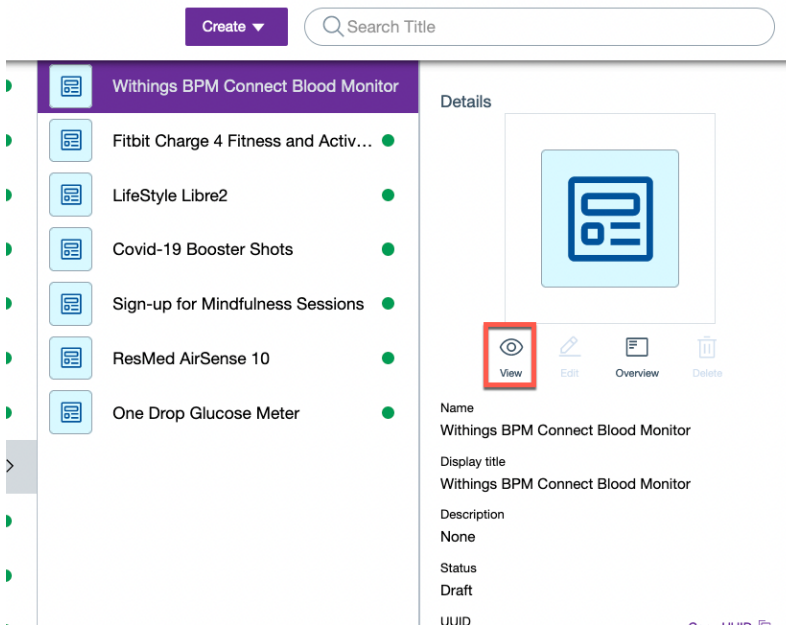 Create
Search Title
Withings BPM Connect Blood Monitor
Fitbit Charge 4 Fitness and Activ...
LifeStyle Libre2
Covid-19 Booster Shots
Sign-up for Mindfulness Sessions
ResMed AirSense 10
One Drop Glucose Meter
Details
View Edit Overview Delete
Name
Withings BPM Connect Blood Monitor
Display title
Withings BPM Connect Blood Monitor
Description
None
Status
Draft
UUID